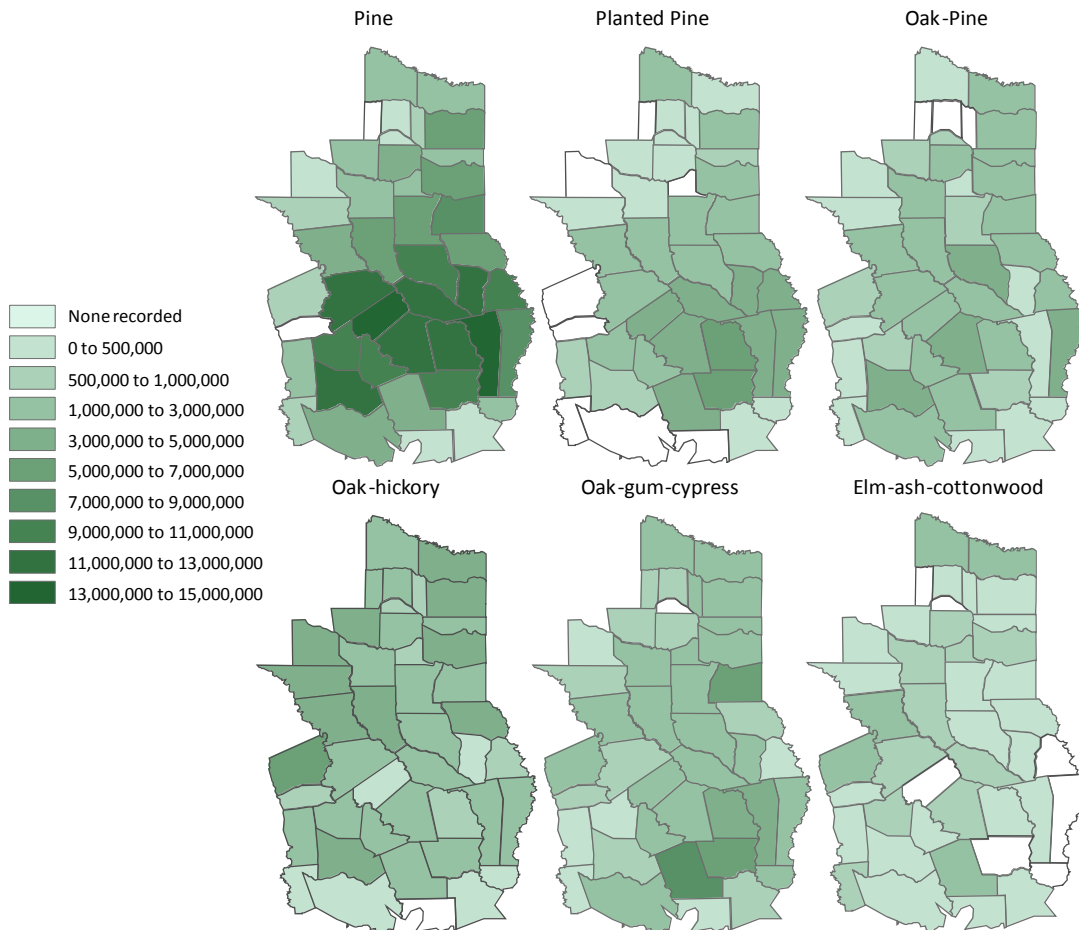 Pine
Planted Pine
Oak-Pine
None recorded
0 to 500,000
500,000 to 1,000,000
1,000,000 to 3,000,000
3,000,000 to 5,000,000
5,000,000 to 7,000,000
7,000,000 to 9,000,000
9,000,000 to 11,000,000
11,000,000 to 13,000,000
13,000,000 to 15,000,000
Oak-hickory
Oak-gum-cypress
Elm-ash-cottonwood